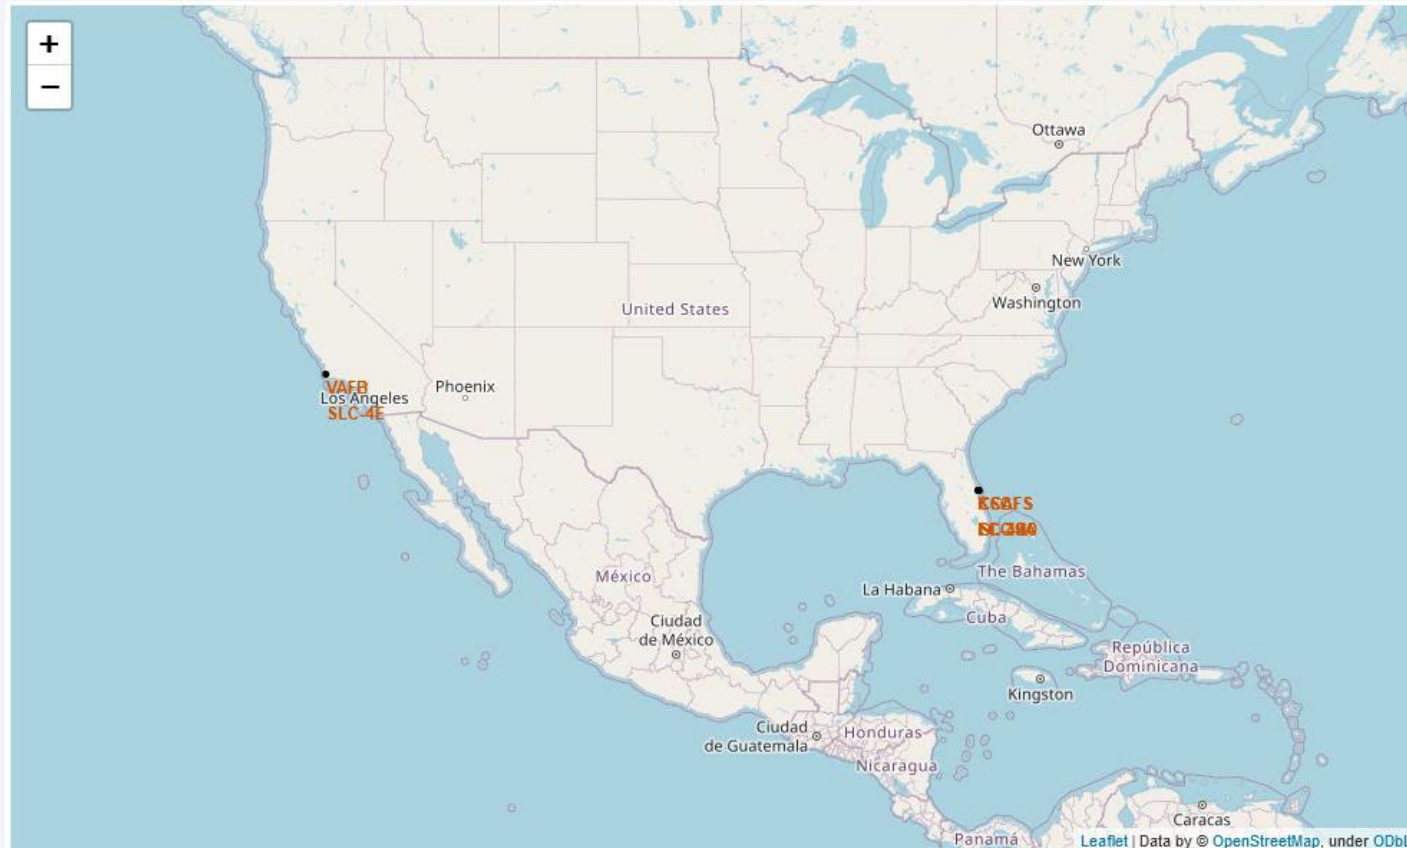 +
−
Ottawa
New York
Washington
United States
VAFB
Los Angeles
SLC-4E
Phoenix
The Bahamas
La Habana
México
Cuba
Ciudad
de México
República
Dominicana
Kingston
Ciudad
de Guatemala
Honduras
Nicaragua
Caracas
Panamá
Leaflet | Data by © OpenStreetMap, under ODbL